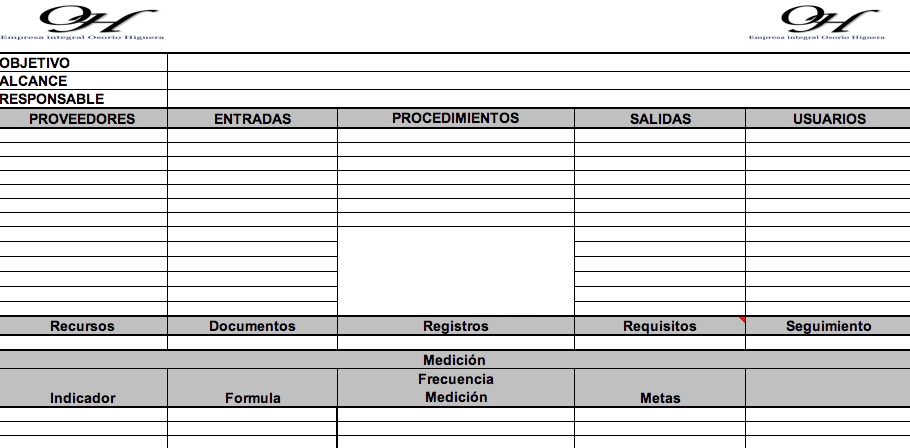 OH OH
Empresa integral Osorio Higuera Empresa integral Osorio Higuera
OBJETIVO
ALCANCE
RESPONSABLE
PROVEEDORES ENTRADAS PROCEDIMIENTOS SALIDAS USUARIOS
Recursos Documentos Registros Requisitos Seguimiento
Medición
Indicador Formula Frecuencia Metas
Medición